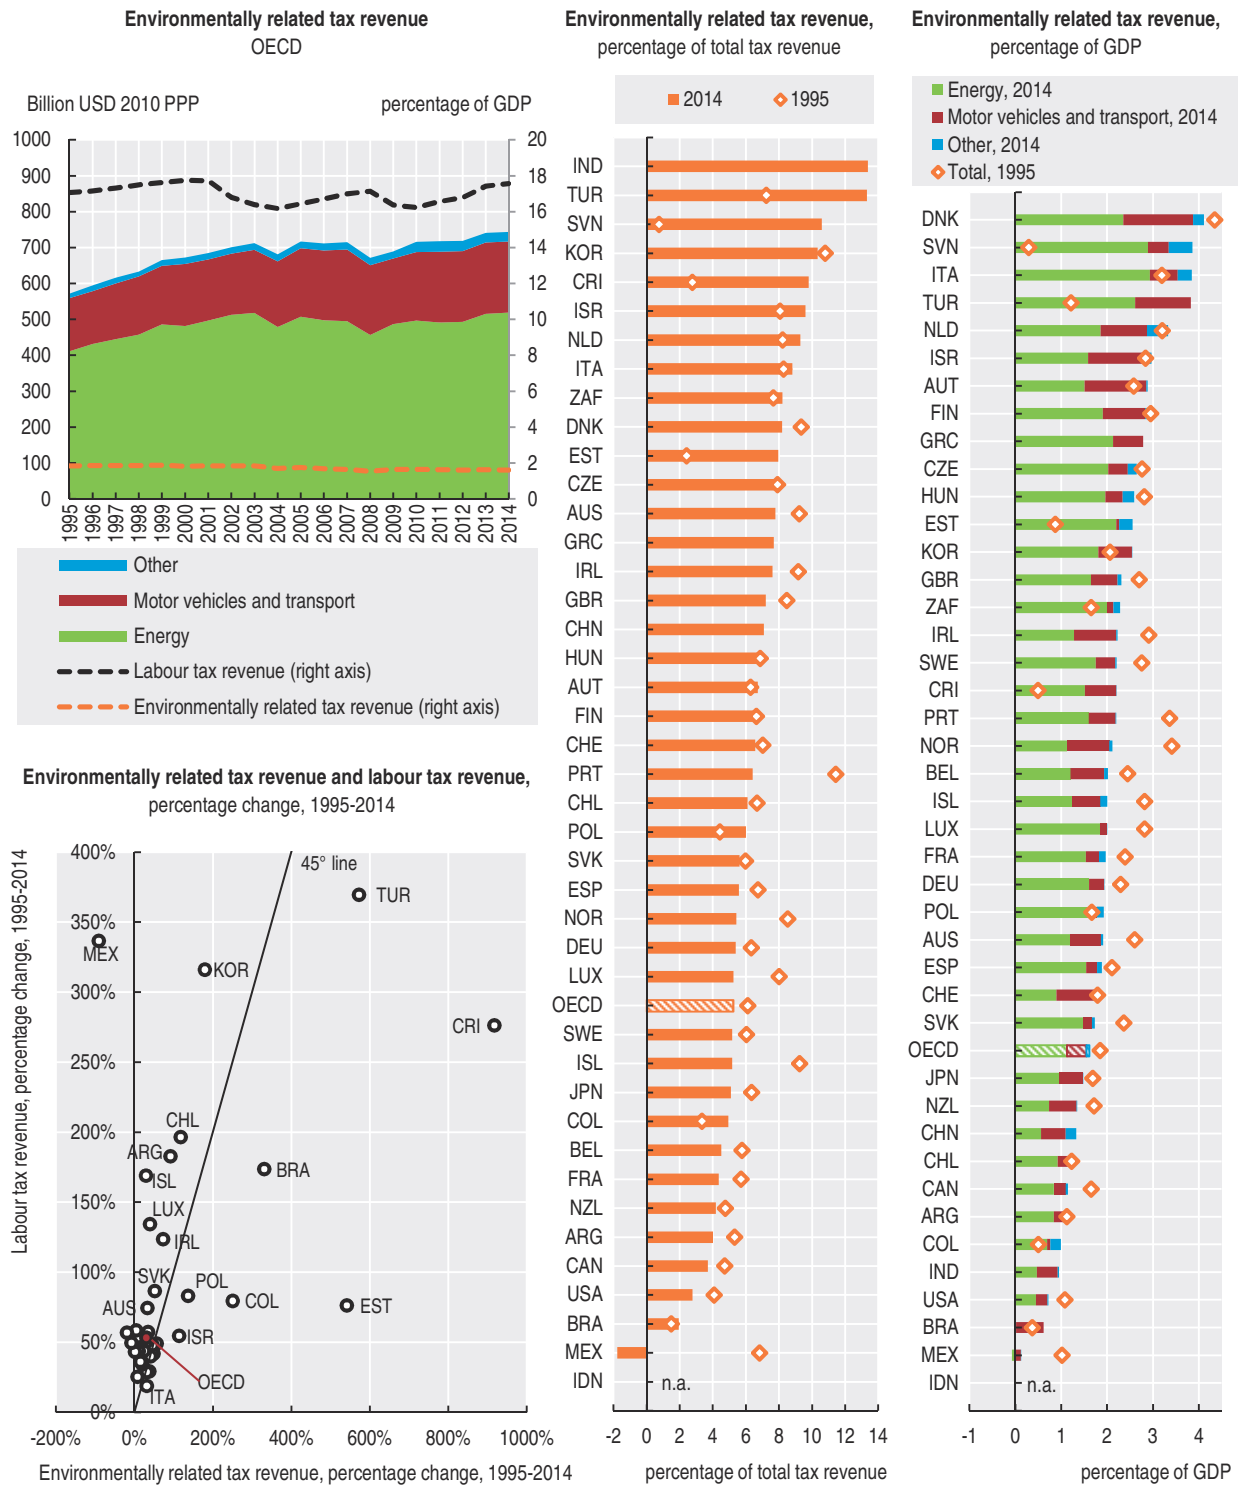 Environmentally related tax revenue
OECD
Billion USD 2010 PPP
percentage of GDP
1000
900
800
700
600
500
400
300
200
100
0
20
18
16
14
12
10
8
6
4
2
0
1995
1996
1997
1998
1999
2000
2001
2002
2003
2004
2005
2006
2007
2008
2009
2010
2011
2012
2013
2014
Other
Motor vehicles and transport
Energy
Labour tax revenue (right axis)
Environmentally related tax revenue (right axis)
Environmentally related tax revenue and labour tax revenue,
percentage change, 1995-2014
Labour tax revenue, percentage change, 1995-2014
400%
350%
300%
250%
200%
150%
100%
50%
0%
45° line
TUR
MEX
KOR
CRI
CHL
ARG
ISL
BRA
LUX
IRL
SVK
POL
AUS
COL
EST
ISR
OECD
ITA
-200%
0%
200%
400%
600%
800%
1000%
Environmentally related tax revenue, percentage change, 1995-2014
Environmentally related tax revenue,
percentage of total tax revenue
2014
1995
IND
TUR
SVN
KOR
CRI
ISR
NLD
ITA
ZAF
DNK
EST
CZE
AUS
GRC
IRL
GBR
CHN
HUN
AUT
FIN
CHE
PRT
CHL
POL
SVK
ESP
NOR
DEU
LUX
OECD
SWE
ISL
JPN
COL
BEL
FRA
NZL
ARG
CAN
USA
BRA
MEX
IDN
n.a.
-2
0
2
4
6
8
10
12
14
percentage of total tax revenue
Environmentally related tax revenue,
percentage of GDP
Energy, 2014
Motor vehicles and transport, 2014
Other, 2014
Total, 1995
DNK
SVN
ITA
TUR
NLD
ISR
AUT
FIN
GRC
CZE
HUN
EST
KOR
GBR
ZAF
IRL
SWE
CRI
PRT
NOR
BEL
ISL
LUX
FRA
DEU
POL
AUS
ESP
CHE
SVK
OECD
JPN
NZL
CHN
CHL
CAN
ARG
COL
IND
USA
BRA
MEX
IDN
n.a.
-1
0
1
2
3
4
percentage of GDP